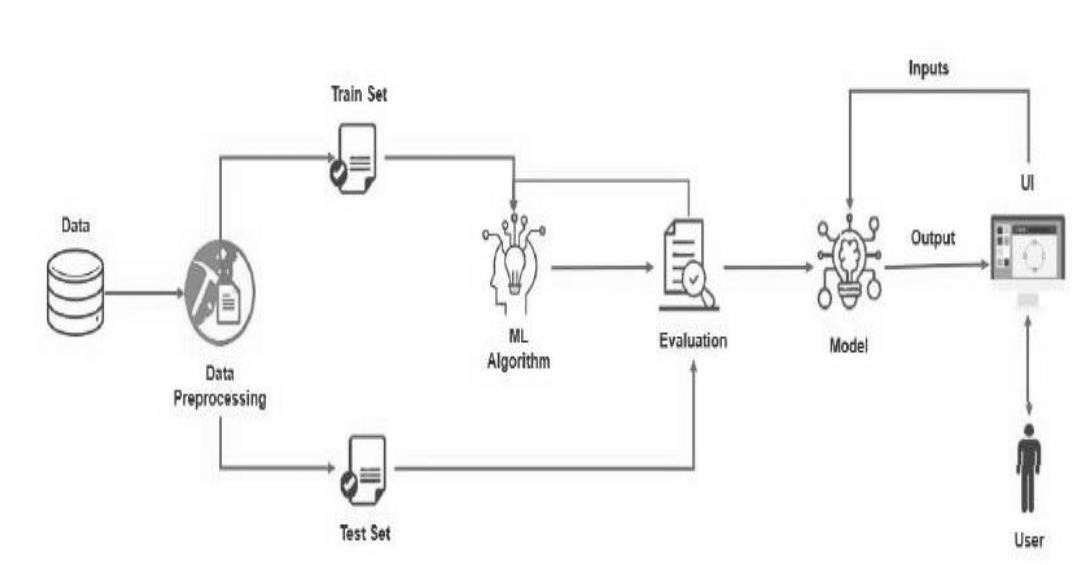 Inputs
Train Set
UI
Data
Output
ML
Algorithm
Evaluation
Model
Data
Preprocessing
Test Set
User